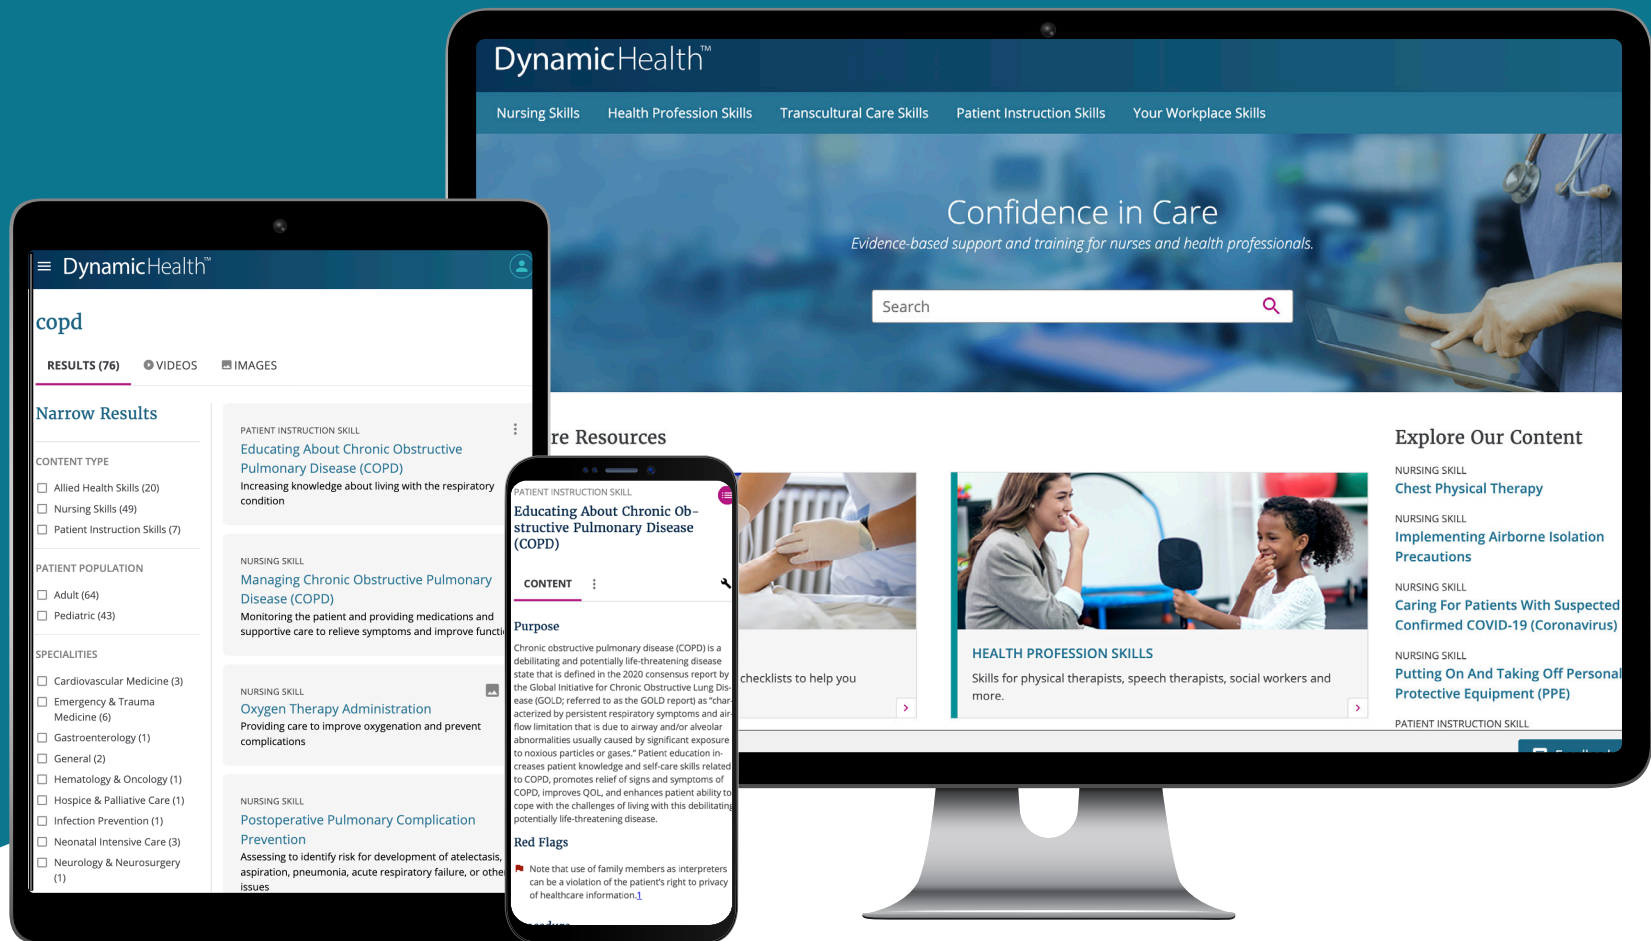 DynamicHealth™
Nursing Skills Health Profession Skills Transcultural Care Skills Patient Instruction Skills Your Workplace Skills
Confidence in Care
Evidence-based support and training for nurses and health professionals.
Search
re Resources
checklists to help you
HEALTH PROFESSION SKILLS
Skills for physical therapists, speech therapists, social workers and
more.
Explore Our Content
NURSING SKILL
Chest Physical Therapy
NURSING SKILL
Implementing Airborne Isolation
Precautions
NURSING SKILL
Caring For Patients With Suspected
Confirmed COVID-19 (Coronavirus)
NURSING SKILL
Putting On And Taking Off Personal
Protective Equipment (PPE)
PATIENT INSTRUCTION SKILL
DynamicHealth™
copd
RESULTS (76) VIDEOS IMAGES
Narrow Results
CONTENT TYPE
Allied Health Skills (20)
Nursing Skills (49)
Patient Instruction Skills (7)
PATIENT POPULATION
Adult (64)
Pediatric (43)
SPECIALITIES
Cardiovascular Medicine (3)
Emergency & Trauma
Medicine (6)
Gastroenterology (1)
General (2)
Hematology & Oncology (1)
Hospice & Palliative Care (1)
Infection Prevention (1)
Neonatal Intensive Care (3)
Neurology & Neurosurgery
(1)
PATIENT INSTRUCTION SKILL
Educating About Chronic Obstructive
Pulmonary Disease (COPD)
Increasing knowledge about living with the respiratory
condition
NURSING SKILL
Managing Chronic Obstructive Pulmonary
Disease (COPD)
Monitoring the patient and providing medications and
supportive care to relieve symptoms and improve functi
NURSING SKILL
Oxygen Therapy Administration
Providing care to improve oxygenation and prevent
complications
NURSING SKILL
Postoperative Pulmonary Complication
Prevention
Assessing to identify risk for development of atelectasis,
aspiration, pneumonia, acute respiratory failure, or othe
issues
PATIENT INSTRUCTION SKILL
Educating About Chronic Ob-
structive Pulmonary Disease
(COPD)
CONTENT
Purpose
Chronic obstructive pulmonary disease (COPD) is a
debilitating and potentially life-threatening disease
state that is defined in the 2020 consensus report by
the Global Initiative for Chronic Obstructive Lung Dis-
ease (GOLD; referred to as the GOLD report) as "char-
acterized by persistent respiratory symptoms and air-
flow limitation that is due to airway and/or alveolar
abnormalities usually caused by significant exposure
to noxious particles or gases." Patient education in-
creases patient knowledge and self-care skills related
to COPD, promotes relief of signs and symptoms of
COPD, improves QOL, and enhances patient ability to
cope with the challenges of living with this debilitating
potentially life-threatening disease.
Red Flags
Note that use of family members as interpreters
can be a violation of the patient's right to privacy
of healthcare information.1